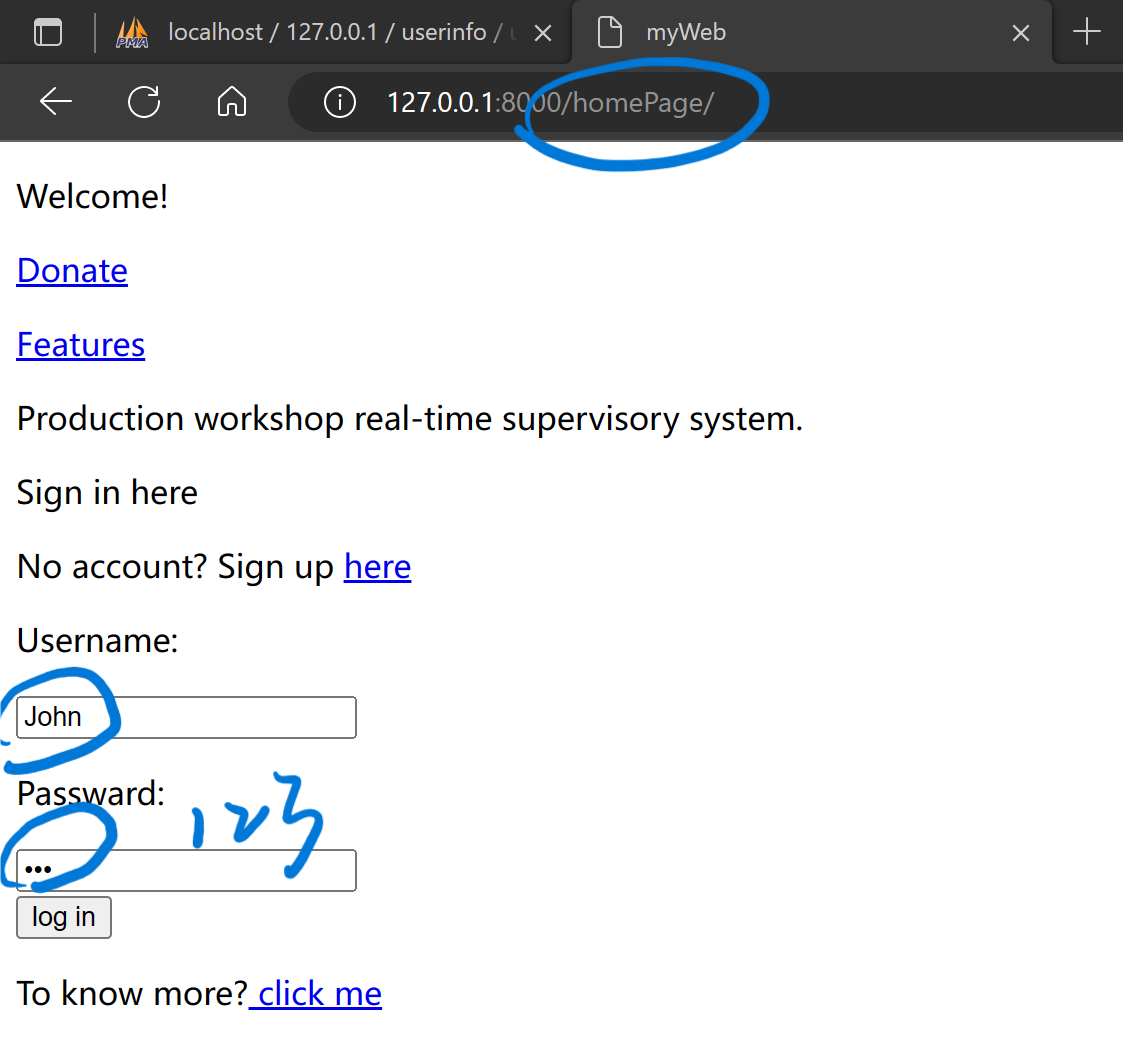 localhost / 127.0.0.1 / userinfo /
myWeb
127.0.0.1:8000/homePage/
Welcome!
Donate
Features
Production workshop real-time supervisory system.
Sign in here
No account? Sign up here
Username:
John
Passward:
123
•••
log in
To know more? click me
PMA